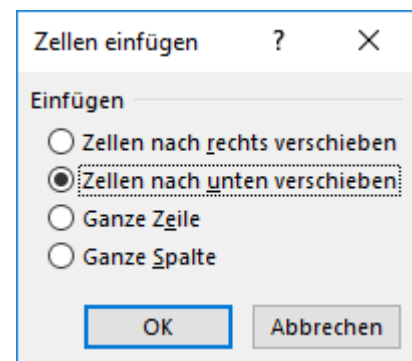 Zellen einfügen ? ×
Einfügen
Zellen nach rechts verschieben
Zellen nach unten verschieben
Ganze Zeile
Ganze Spalte
OK Abbrechen